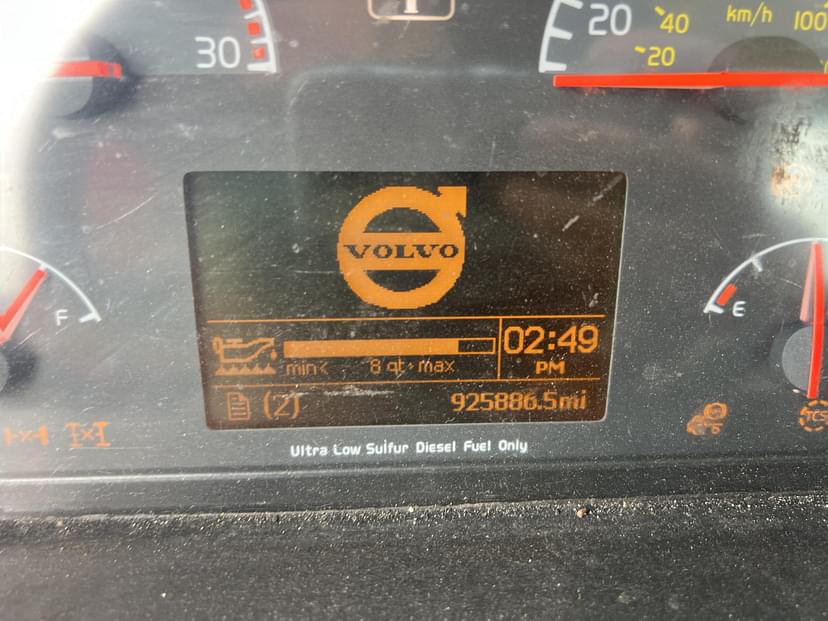 20 40 km/h 100
30
20
VOLVO
F
E
02:49
min< 8 qt >max PM
(2) 925886.5mi
TCS
Ultra Low Sulfur Diesel Fuel Only